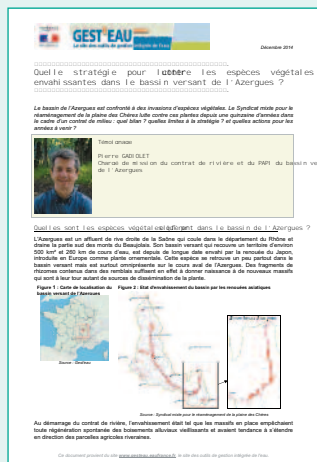 GEST'EAU
Le site des outils de gestion intégrée de l'eau
Décembre 2014
Quelle stratégie pour lutter contre les espèces végétales
envahissantes dans le bassin versant de l'Azergues ?
Le bassin de l'Azergues est confronté à des invasions d'espèces végétales. Le Syndicat mixte pour le
réaménagement de la plaine des Chères lutte contre ces plantes depuis une quinzaine d'années dans
le cadre d'un contrat de milieu : quel bilan ? quelles limites à la stratégie ? et quelles actions pour les
années à venir ?
Témoignage
Pierre GADIOLET
Chargé de mission du contrat de rivière et du PAPI du bassin ve
de l'Azergues
Quelles sont les espèces végétales qui dans le bassin de l'Azergues ?
L'Azergues est un affluent de rive droite de la Saône qui coule dans le département du Rhône et
draine la partie sud des monts du Beaujolais. Son bassin versant qui recouvre un territoire d'environ
500 km² et 260 km de cours d'eau, est depuis de longue date envahi par la renouée du Japon,
introduite en Europe comme plante ornementale. Cette espèce se retrouve un peu partout dans le
bassin versant mais est surtout omniprésente sur le cours aval de l'Azergues. Des fragments de
rhizomes contenus dans des remblais suffisent en effet à donner naissance à de nouveaux massifs
qui sont à leur tour autant de sources de dissémination de la plante.
Figure 1 : Carte de localisation du
bassin versant de l'Azergues
Figure 2 : Etat d'envahissement du bassin par les renouées asiatiques
Source : Gesteau
Source : Syndicat mixte pour le réaménagement de la plaine des Chères
Au démarrage du contrat de rivière, l'envahissement était tel que les massifs en place empêchaient
toute régénération spontanée des boisements alluviaux vieillissants et avaient tendance à s'étendre
en direction des parcelles agricoles riveraines.
Ce document provient du site www.gesteau.eaufrance.fr, le site des outils de gestion intégrée de l'eau.